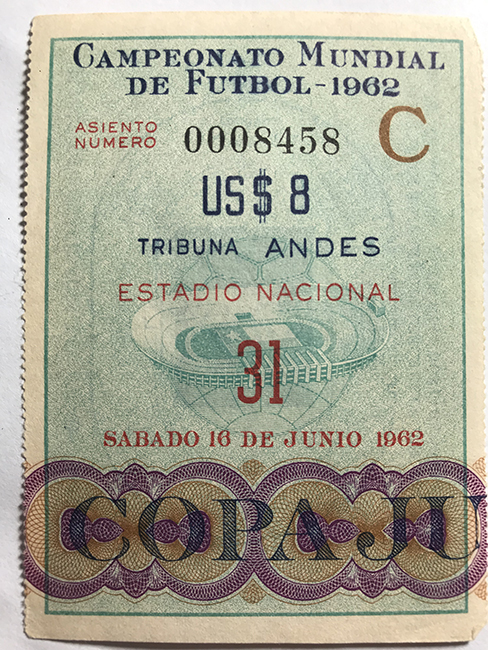 CAMPEONATO MUNDIAL
DE FUTBOL - 1962
ASIENTO
NUMERO
0008458
C
US$ 8
TRIBUNA ANDES
ESTADIO NACIONAL
31
SABADO 16 DE JUNIO 1962
COPA JU